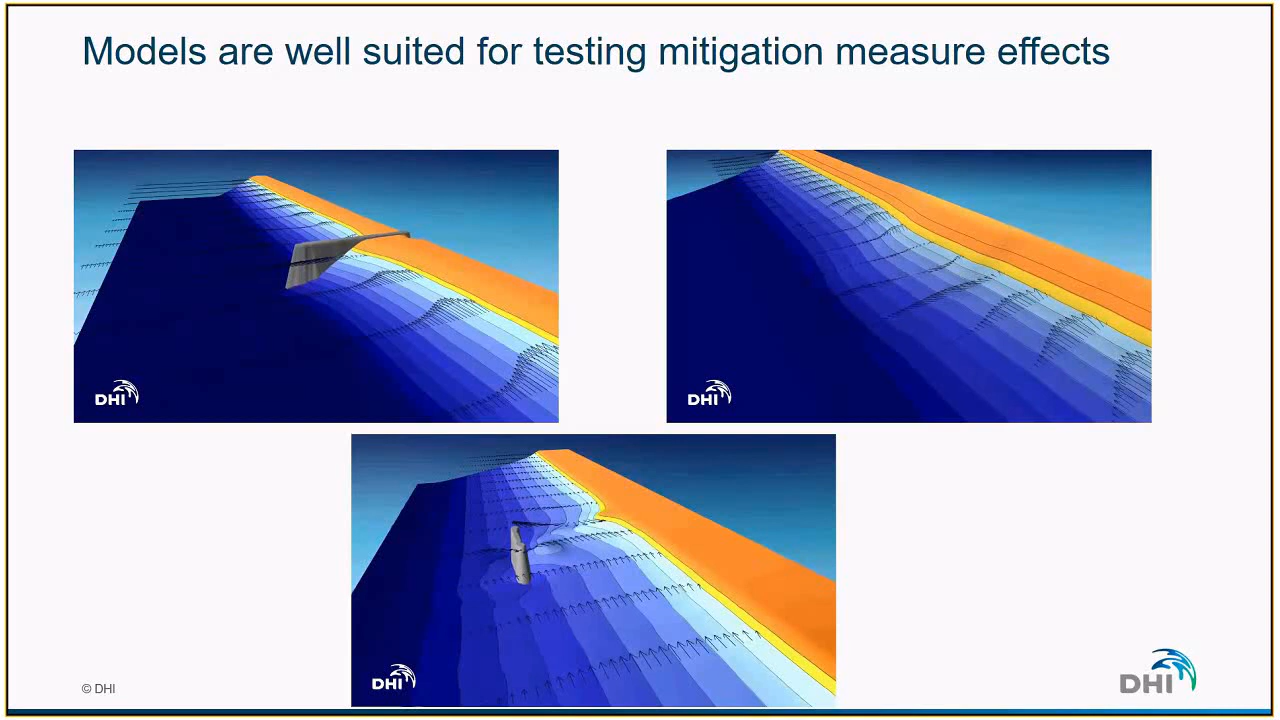 Models are well suited for testing mitigation measure effects
DHI
DHI
DHI
© DHI
DHI